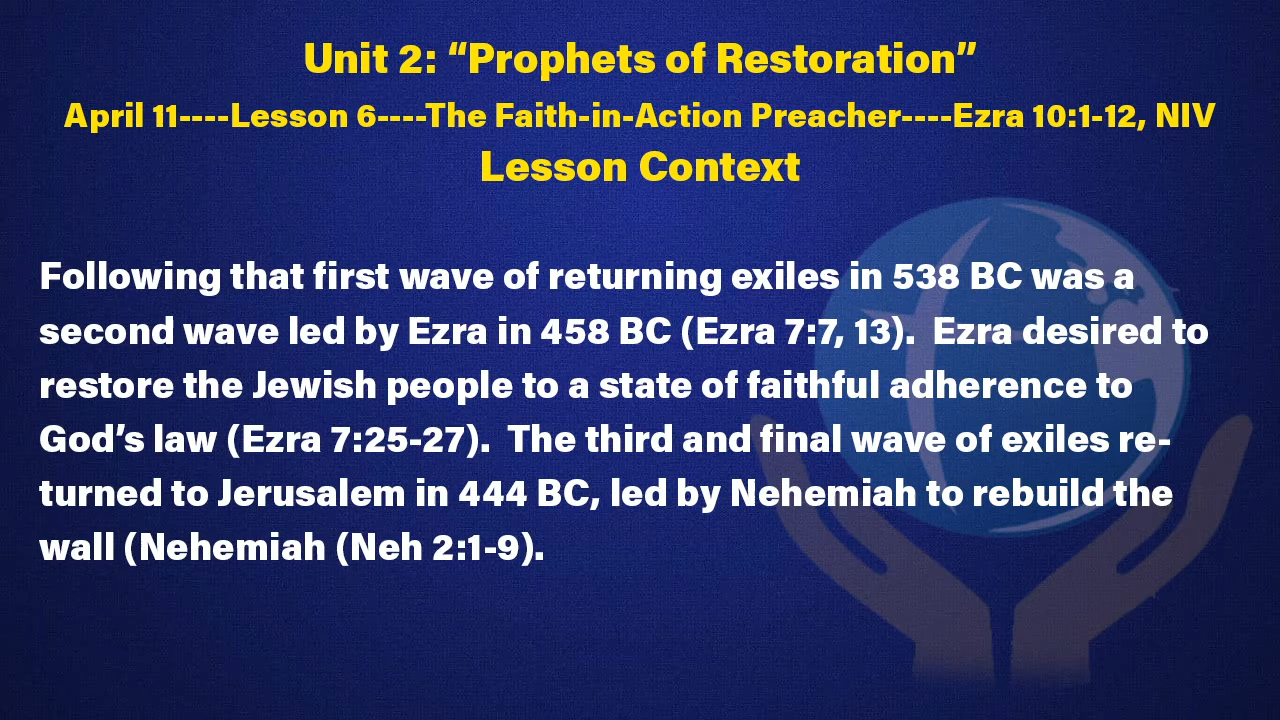 Unit 2: “Prophets of Restoration”
April 11----Lesson 6----The Faith-in-Action Preacher----Ezra 10:1-12, NIV
Lesson Context
Following that first wave of returning exiles in 538 BC was a
second wave led by Ezra in 458 BC (Ezra 7:7, 13).  Ezra desired to
restore the Jewish people to a state of faithful adherence to
God’s law (Ezra 7:25-27).  The third and final wave of exiles re-
turned to Jerusalem in 444 BC, led by Nehemiah to rebuild the
wall (Nehemiah (Neh 2:1-9).